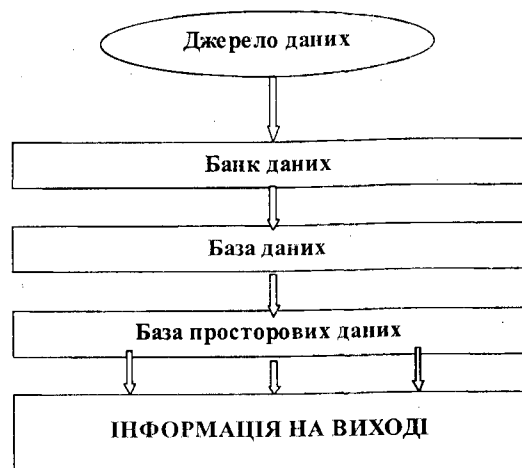 Джерело даних
Банк даних
База даних
База просторових даних
ІНФОРМАЦІЯ НА ВИХОДІ